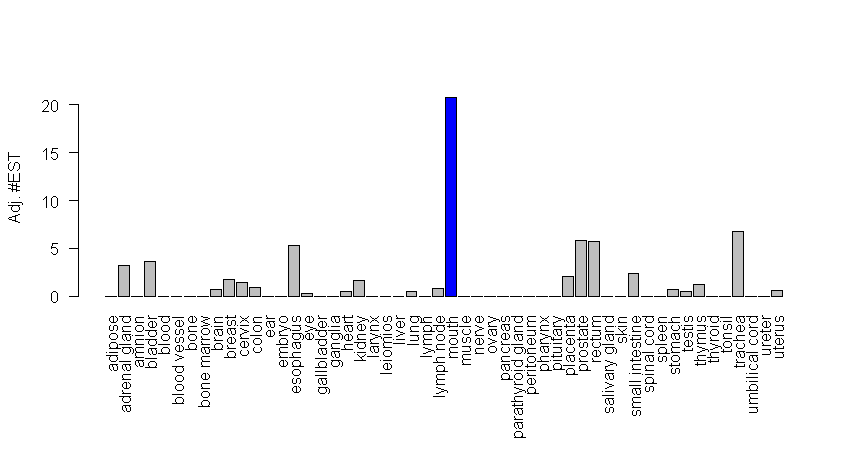 Adj. #EST
20
15
10
5
0
adipose
adrenal gland
amnion
bladder
blood
blood vessel
bone
bone marrow
brain
breast
cervix
colon
ear
embryo
esophagus
eye
gallbladder
ganglia
heart
kidney
larynx
leiomios
liver
lung
lymph
lymph node
mouth
muscle
nerve
ovary
pancreas
parathyroid gland
peritoneum
pharynx
pituitary
placenta
prostate
rectum
salivary gland
skin
small intestine
spinal cord
spleen
stomach
testis
thymus
thyroid
tonsil
trachea
umbilical cord
ureter
uterus